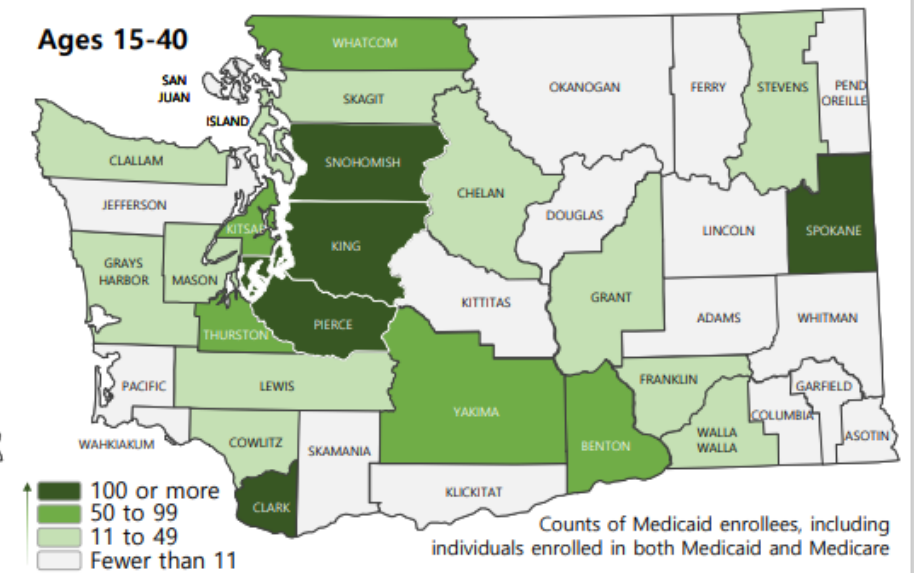 Ages 15-40
WHATCOM
SAN
JUAN
SKAGIT
ISLAND
OKANOGAN
FERRY
STEVENS
PEND
OREILLE
CLALLAM
SNOHOMISH
CHELAN
JEFFERSON
DOUGLAS
KITSAP
KING
LINCOLN
SPOKANE
GRAYS
HARBOR
MASON
KITTITAS
GRANT
ADAMS
WHITMAN
THURSTON
PIERCE
PACIFIC
LEWIS
YAKIMA
FRANKLIN
GARFIELD
COLUMBIA
WAHKIAKUM
COWLITZ
SKAMANIA
BENTON
WALLA
WALLA
ASOTIN
CLARK
KLICKITAT
100 or more
50 to 99
11 to 49
Fewer than 11
Counts of Medicaid enrollees, including
individuals enrolled in both Medicaid and Medicare